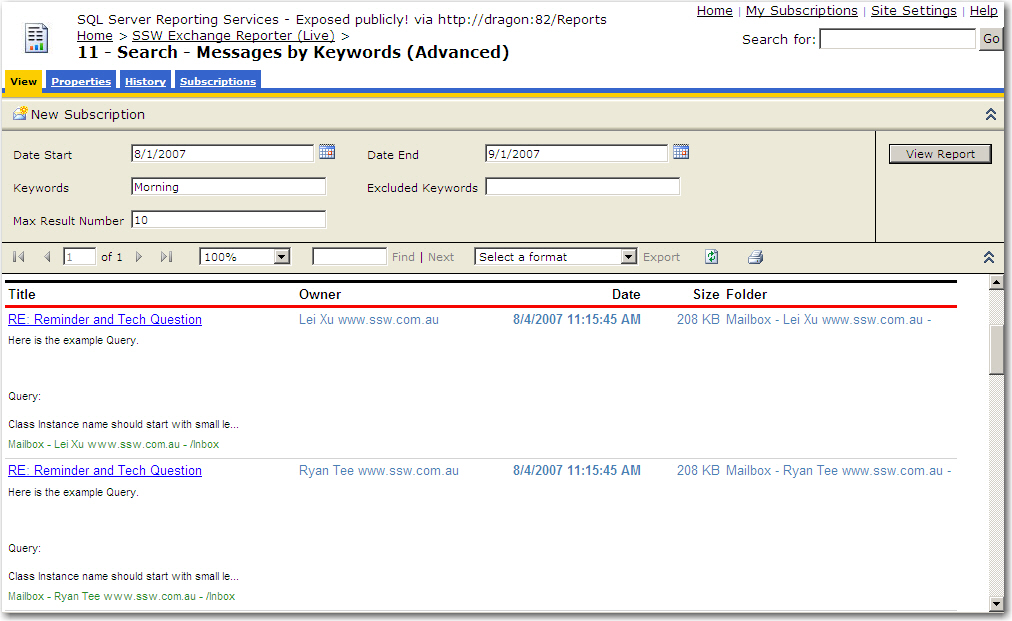 SQL Server Reporting Services - Exposed publicly! via http://dragon:82/Reports
Home | My Subscriptions | Site Settings | Help
Home > SSW Exchange Reporter (Live) >
Search for: Go
11 - Search - Messages by Keywords (Advanced)
View Properties History Subscriptions
New Subscription
Date Start 8/1/2007 Date End 9/1/2007 View Report
Keywords Morning Excluded Keywords
Max Result Number 10
1 of 1 100% Find | Next Select a format Export
Title Owner Date Size Folder
RE: Reminder and Tech Question Lei Xu www.ssw.com.au 8/4/2007 11:15:45 AM 208 KB Mailbox - Lei Xu www.ssw.com.au -
Here is the example Query.
Query:
Class Instance name should start with small le...
Mailbox - Lei Xu www.ssw.com.au - /Inbox
RE: Reminder and Tech Question Ryan Tee www.ssw.com.au 8/4/2007 11:15:45 AM 208 KB Mailbox - Ryan Tee www.ssw.com.au -
Here is the example Query.
Query:
Class Instance name should start with small le...
Mailbox - Ryan Tee www.ssw.com.au - /Inbox